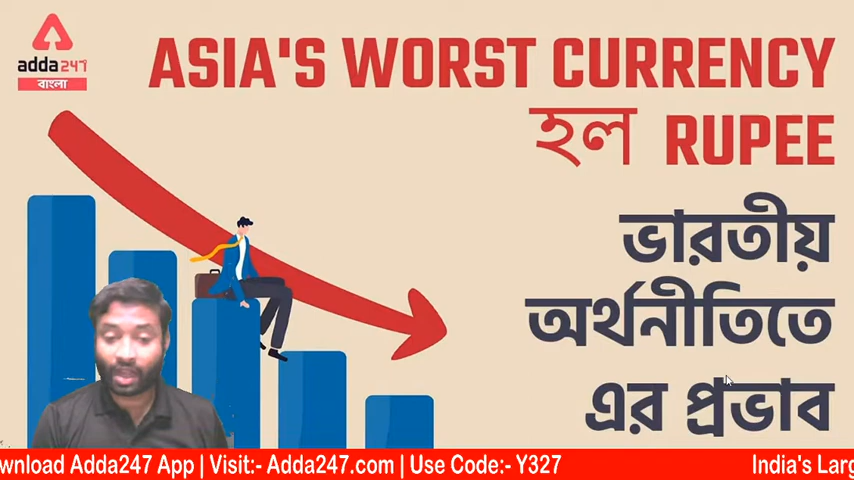 adda247
বাংলা
ASIA'S WORST CURRENCY
হল RUPEE
ভারতীয়
অর্থনীতিতে
এর প্রভাব
wnload Adda247 App | Visit:- Adda247.com | Use Code:- Y327 India's Larg